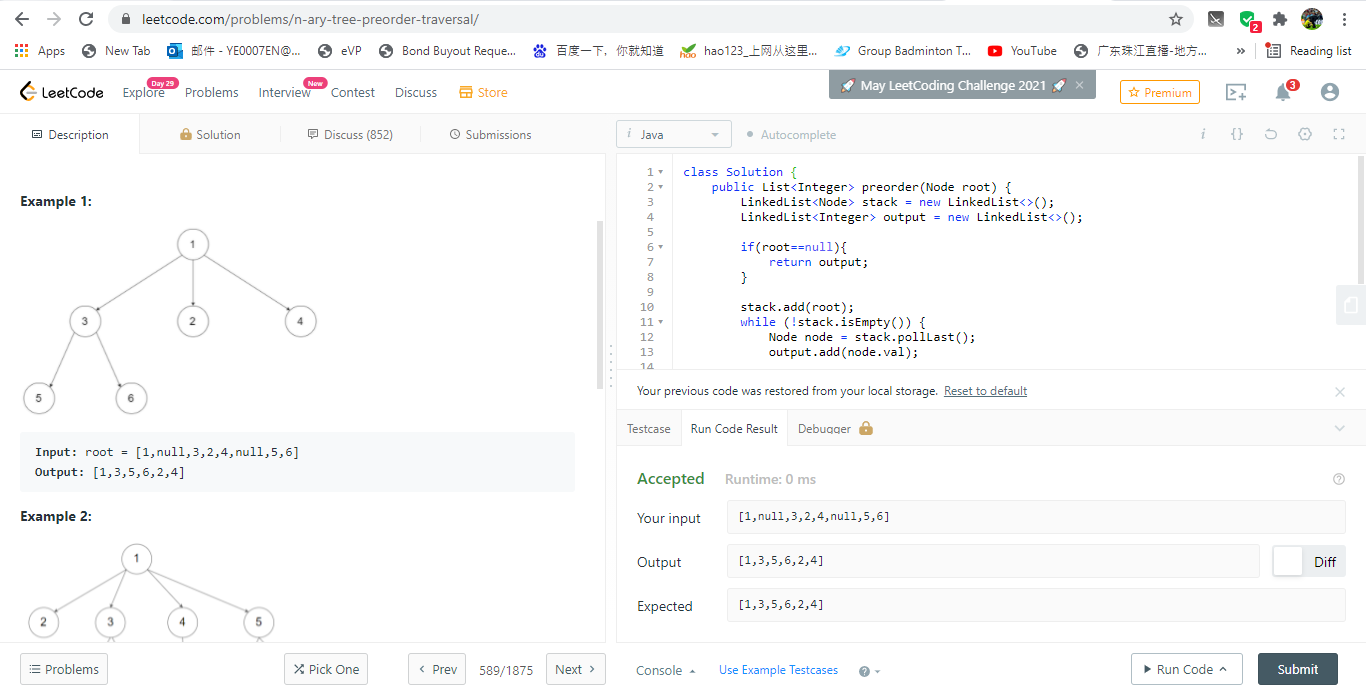 leetcode.com/problems/n-ary-tree-preorder-traversal/
2
Apps New Tab 邮件 - YE0007EN@... eVP Bond Buyout Reque... 百度一下，你就知道 hao123_上网从这里... Group Badminton T... YouTube 广东珠江直播-地方... » Reading list
LeetCode Explore Day 29 Problems Interview New Contest Discuss Store May LeetCoding Challenge 2021 × Premium 3
Description Solution Discuss (852) Submissions
i Java Autocomplete i {}
Example 1:
1
3 2 4
5 6
Input: root = [1,null,3,2,4,null,5,6]
Output: [1,3,5,6,2,4]
Example 2:
1
2 3 4 5
1 class Solution {
2 public List<Integer> preorder(Node root) {
3 LinkedList<Node> stack = new LinkedList<>();
4 LinkedList<Integer> output = new LinkedList<>();
5
6 if(root==null){
7 return output;
8 }
9
10 stack.add(root);
11 while (!stack.isEmpty()) {
12 Node node = stack.pollLast();
13 output.add(node.val);
14
Your previous code was restored from your local storage. Reset to default
Testcase Run Code Result Debugger
Accepted Runtime: 0 ms
Your input [1,null,3,2,4,null,5,6]
Output [1,3,5,6,2,4] Diff
Expected [1,3,5,6,2,4]
Problems Pick One Prev 589/1875 Next Console Use Example Testcases Run Code Submit